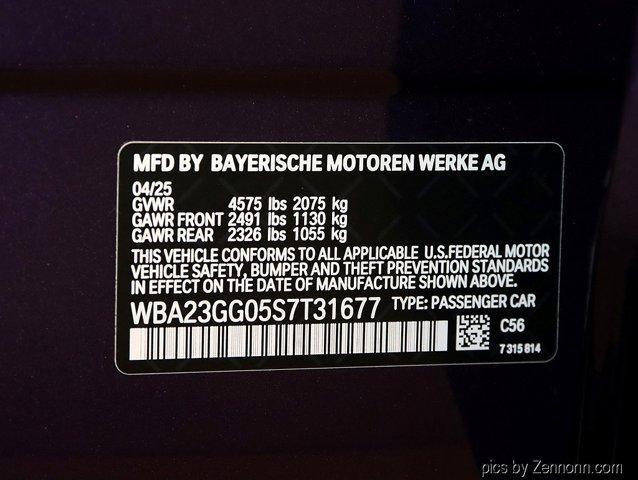 MFD BY BAYERISCHE MOTOREN WERKE AG
04/25
GVWR 4575 lbs 2075 kg
GAWR FRONT 2491 lbs 1130 kg
GAWR REAR 2326 lbs 1055 kg
THIS VEHICLE CONFORMS TO ALL APPLICABLE U.S.FEDERAL MOTOR
VEHICLE SAFETY, BUMPER AND THEFT PREVENTION STANDARDS
IN EFFECT ON THE DATE OF MANUFACTURE SHOWN ABOVE.
WBA23GG05S7T31677 TYPE: PASSENGER CAR
C56
7 315 814
pics by Zennonn.com